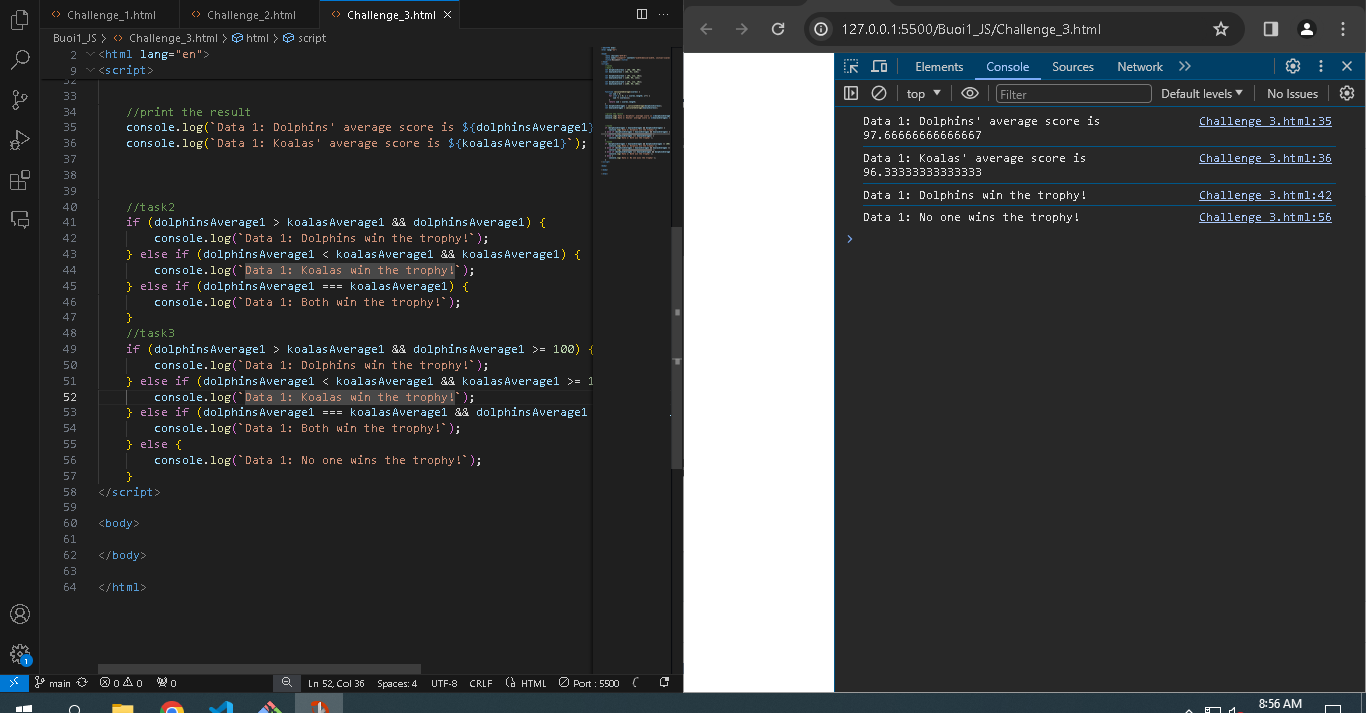 Challenge_1.html
Challenge_2.html
Challenge_3.html
Buoi1_JS > Challenge_3.html > html > script
2 <html lang="en">
9 <script>
32
33
34 //print the result
35 console.log(`Data 1: Dolphins' average score is ${dolphinsAverage1}
36 console.log(`Data 1: Koalas' average score is ${koalasAverage1}`);
37
38
39
40 //task2
41 if (dolphinsAverage1 > koalasAverage1 && dolphinsAverage1) {
42 console.log(`Data 1: Dolphins win the trophy!`);
43 } else if (dolphinsAverage1 < koalasAverage1 && koalasAverage1) {
44 console.log(`Data 1: Koalas win the trophy!`);
45 } else if (dolphinsAverage1 === koalasAverage1) {
46 console.log(`Data 1: Both win the trophy!`);
47 }
48 //task3
49 if (dolphinsAverage1 > koalasAverage1 && dolphinsAverage1 >= 100) {
50 console.log(`Data 1: Dolphins win the trophy!`);
51 } else if (dolphinsAverage1 < koalasAverage1 && koalasAverage1 >= 1
52 console.log(`Data 1: Koalas win the trophy!`);
53 } else if (dolphinsAverage1 === koalasAverage1 && dolphinsAverage1
54 console.log(`Data 1: Both win the trophy!`);
55 } else {
56 console.log(`Data 1: No one wins the trophy!`);
57 }
58 </script>
59
60 <body>
61
62 </body>
63
64 </html>
1
main
0 0
0
Ln 52, Col 36
Spaces: 4
UTF-8
CRLF
HTML
Port : 5500
127.0.0.1:5500/Buoi1_JS/Challenge_3.html
Elements
Console
Sources
Network
top
Filter
Default levels
No Issues
Data 1: Dolphins' average score is Challenge 3.html:35
97.66666666666667
Data 1: Koalas' average score is Challenge 3.html:36
96.33333333333333
Data 1: Dolphins win the trophy! Challenge 3.html:42
Data 1: No one wins the trophy! Challenge 3.html:56
8:56 AM